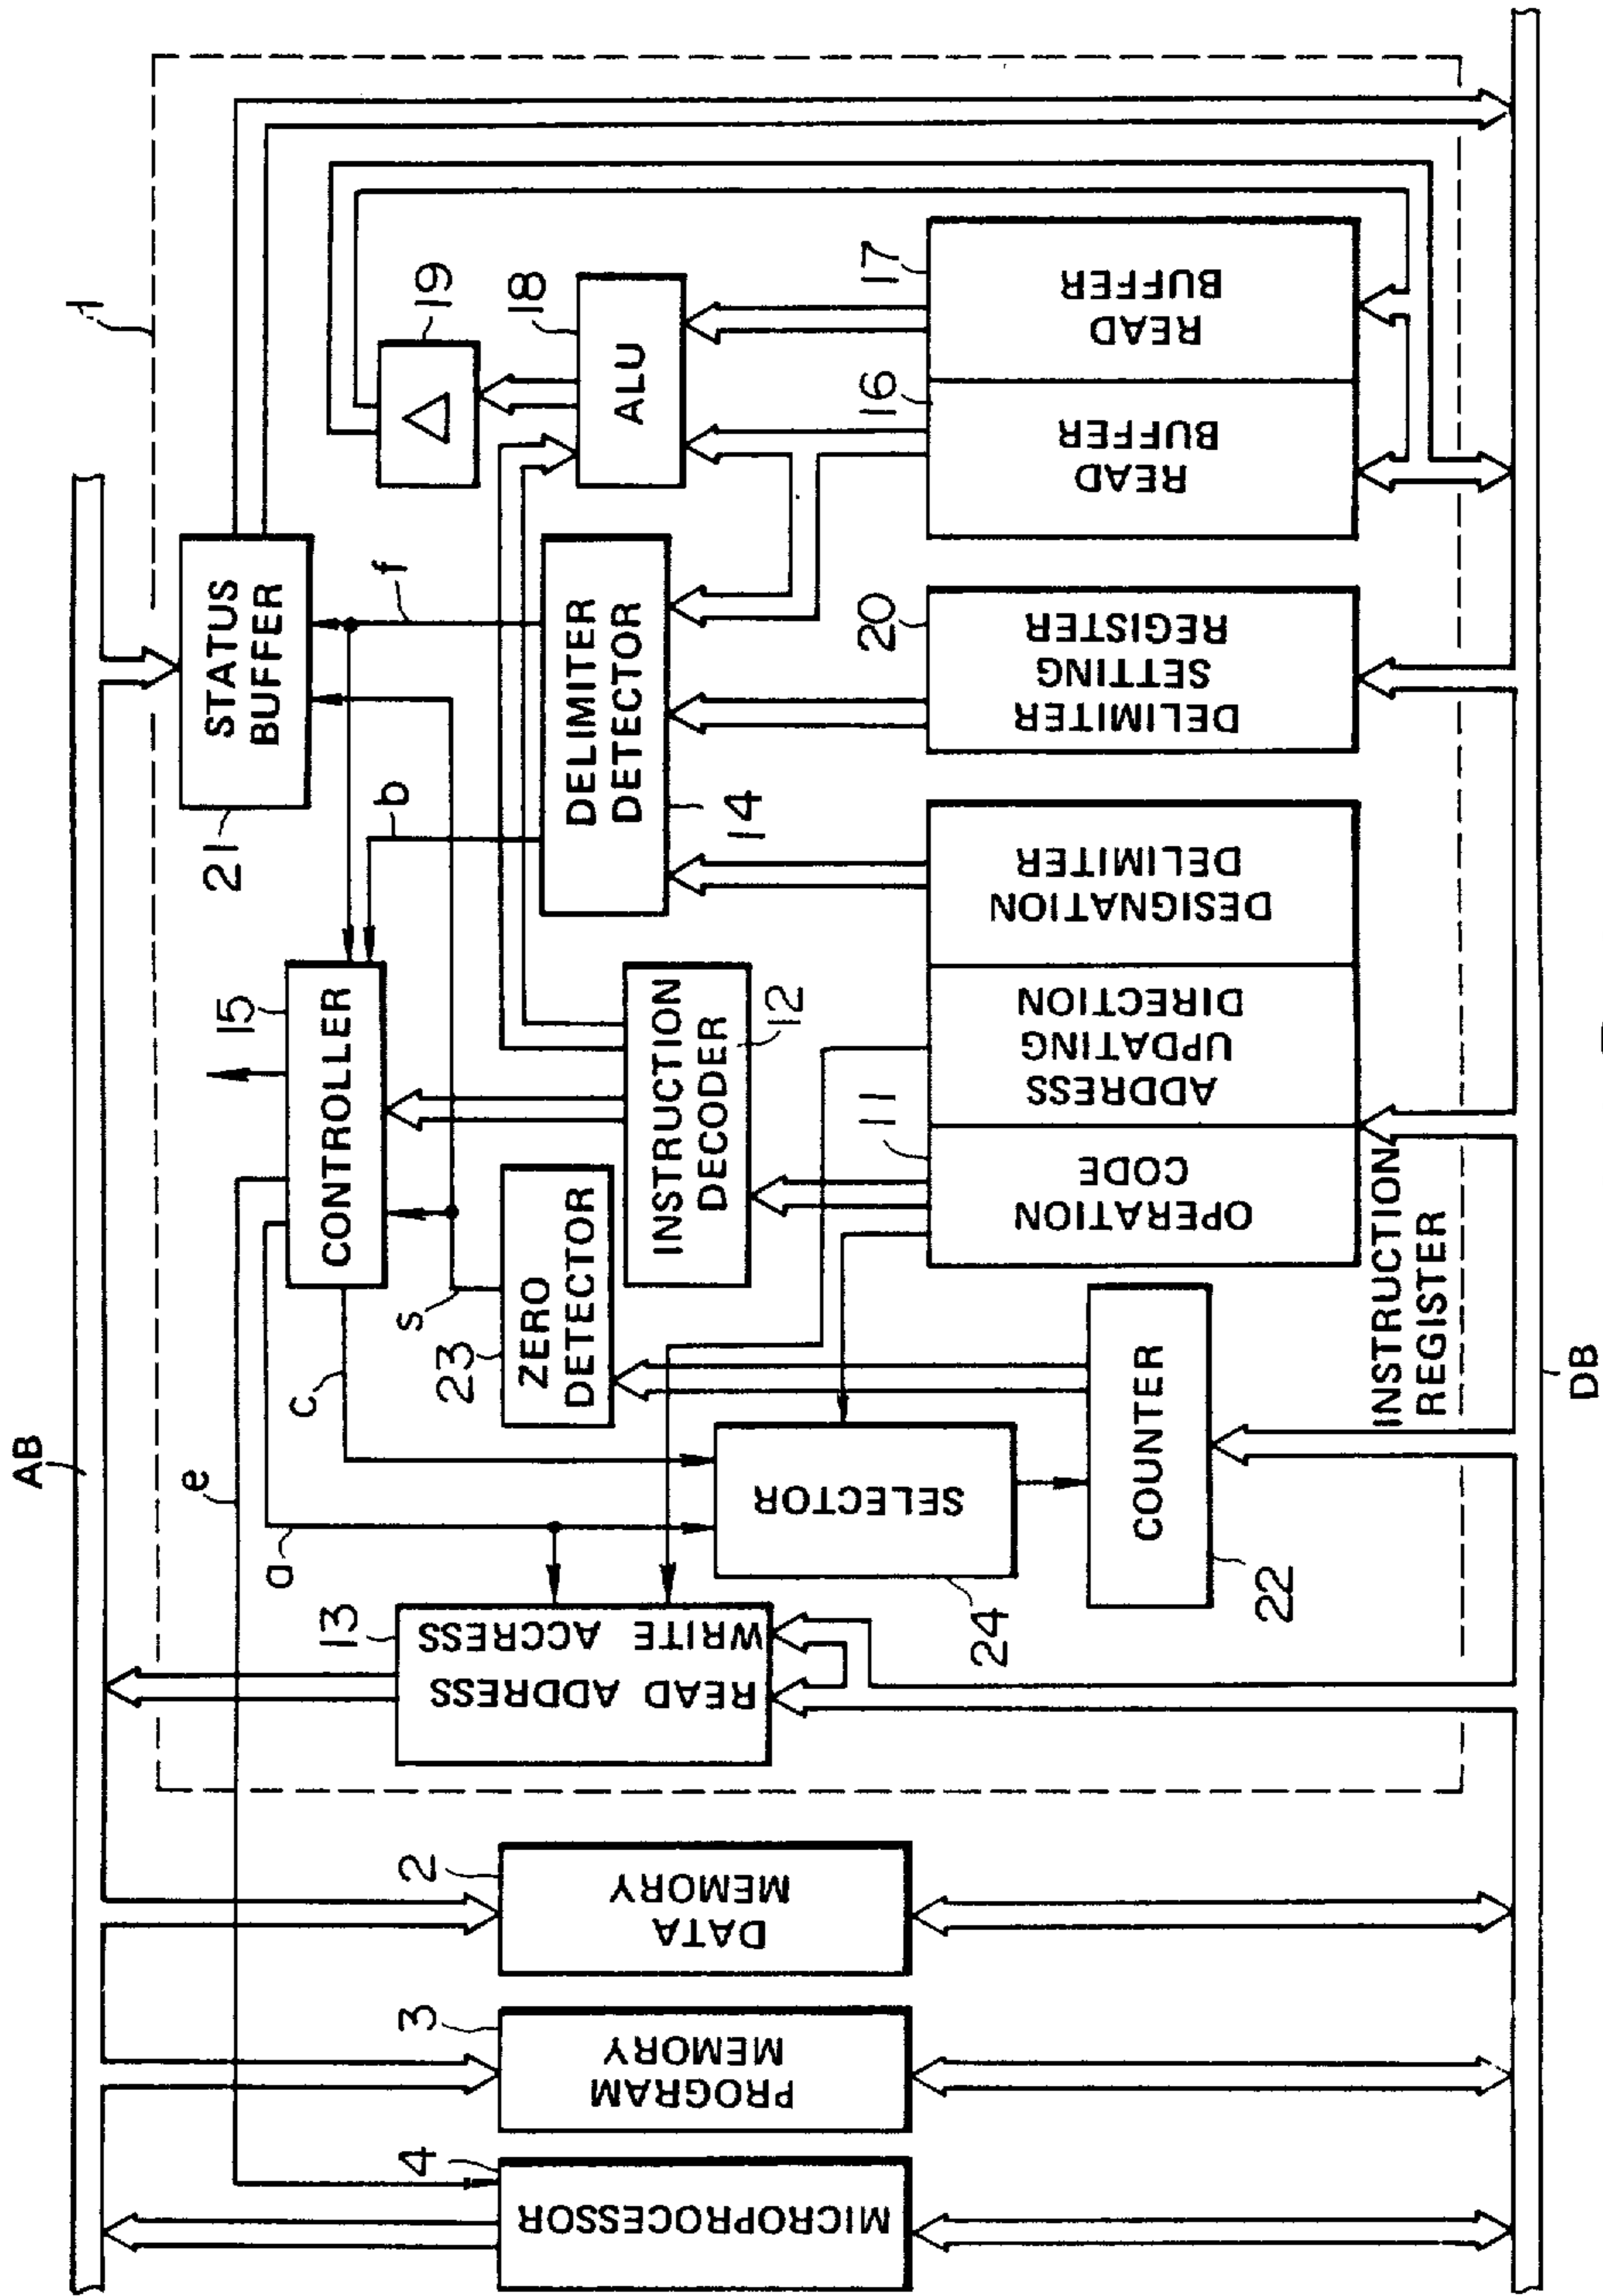 AB
e
a
c
s
b
f
1
4
MICROPROCESSOR
3
PROGRAM
MEMORY
2
DATA
MEMORY
13
READ ADDRESS
WRITE ACCRESS
15
CONTROLLER
21
STATUS
BUFFER
23
ZERO
DETECTOR
24
SELECTOR
22
COUNTER
12
INSTRUCTION
DECODER
14
DELIMITER
DETECTOR
19
18
ALU
11
OPERATION
CODE
ADDRESS
UPDATING
DIRECTION
DESIGNATION
DELIMITER
INSTRUCTION
REGISTER
20
DELIMITER
SETTING
REGISTER
16
READ
BUFFER
17
READ
BUFFER
DB